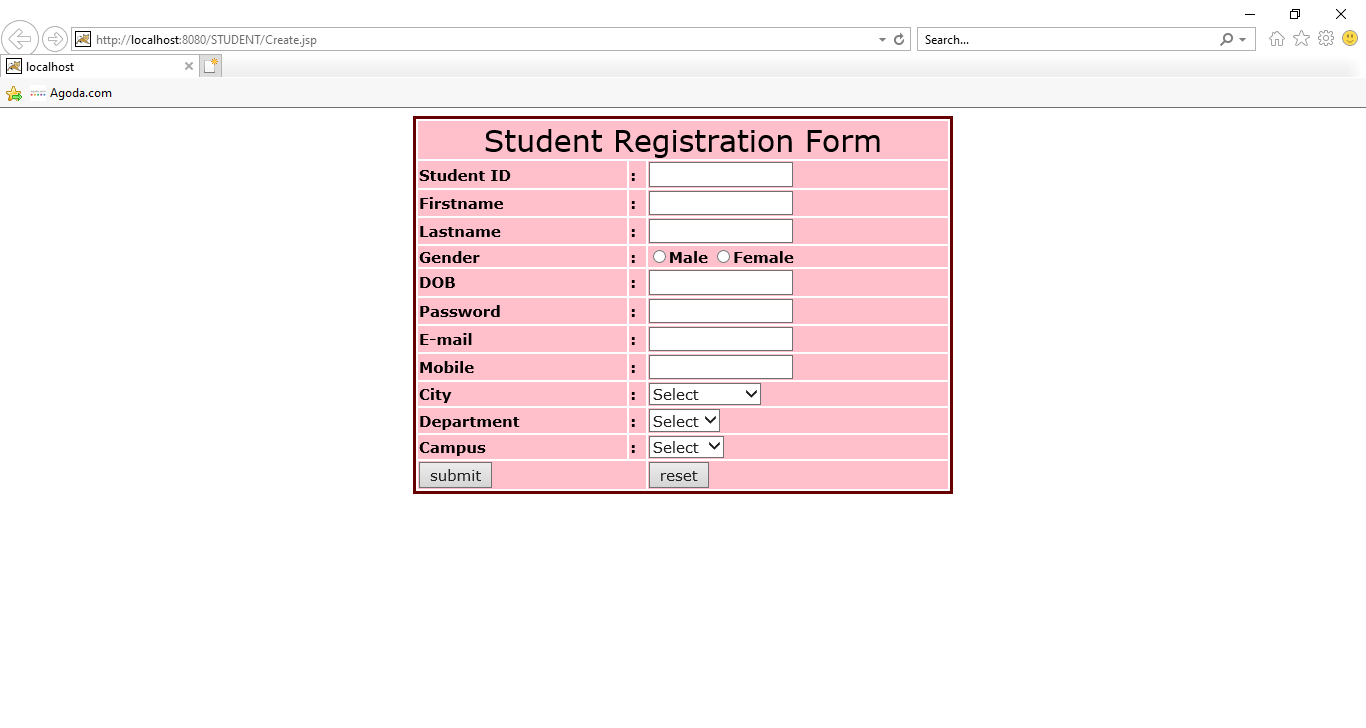 http://localhost:8080/STUDENT/Create.jsp
Search...
localhost
Agoda.com
Student Registration Form
Student ID :
Firstname :
Lastname :
Gender : Male Female
DOB :
Password :
E-mail :
Mobile :
City : Select
Department : Select
Campus : Select
submit reset